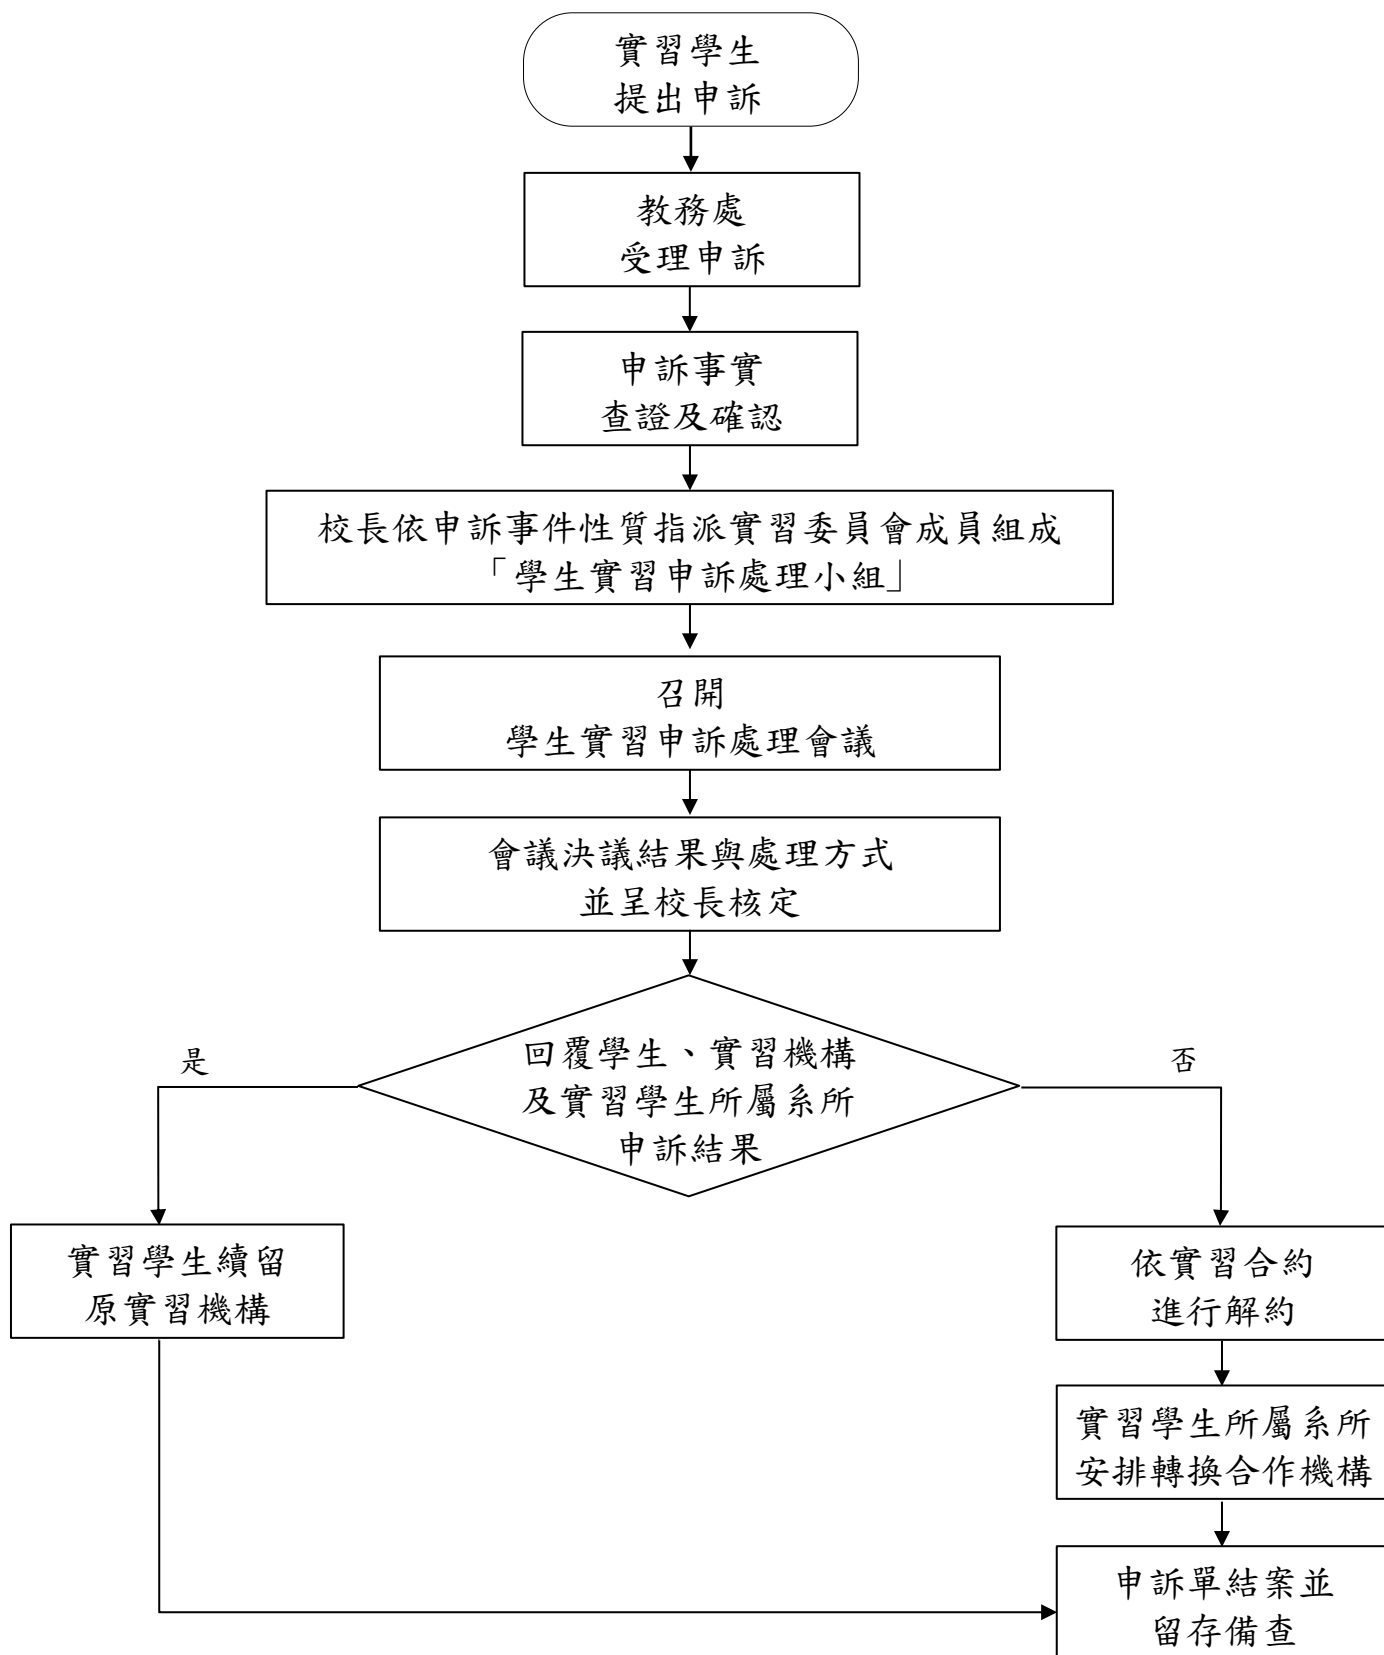 實習學生
提出申訴
教務處
受理申訴
申訴事實
查證及確認
校長依申訴事件性質指派實習委員會成員組成
「學生實習申訴處理小組」
召開
學生實習申訴處理會議
會議決議結果與處理方式
並呈校長核定
回覆學生、實習機構
及實習學生所屬系所
申訴結果
是
否
實習學生續留
原實習機構
依實習合約
進行解約
實習學生所屬系所
安排轉換合作機構
申訴單結案並
留存備查